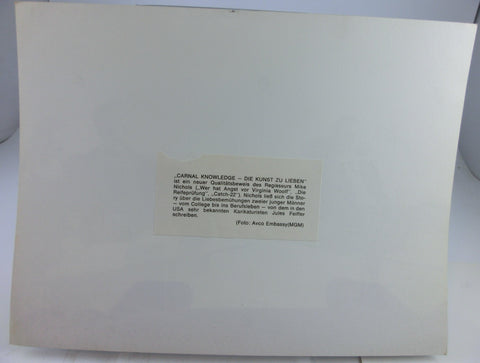 „CARNAL KNOWLEDGE – DIE KUNST ZU LIEBEN"
ist ein neuer Qualitätsbeweis des Regisseurs Mike
Nichols („Wer hat Angst vor Virginia Woolf", „Die
Reifeprüfung", „Catch-22"). Nichols ließ sich die Sto-
ry über die Liebesbemühungen zweier junger Männer
– vom College bis ins Berufsleben – von dem in den
USA sehr bekannten Karikaturisten Jules Feiffer
schreiben.
(Foto: Avco Embassy(MGM)